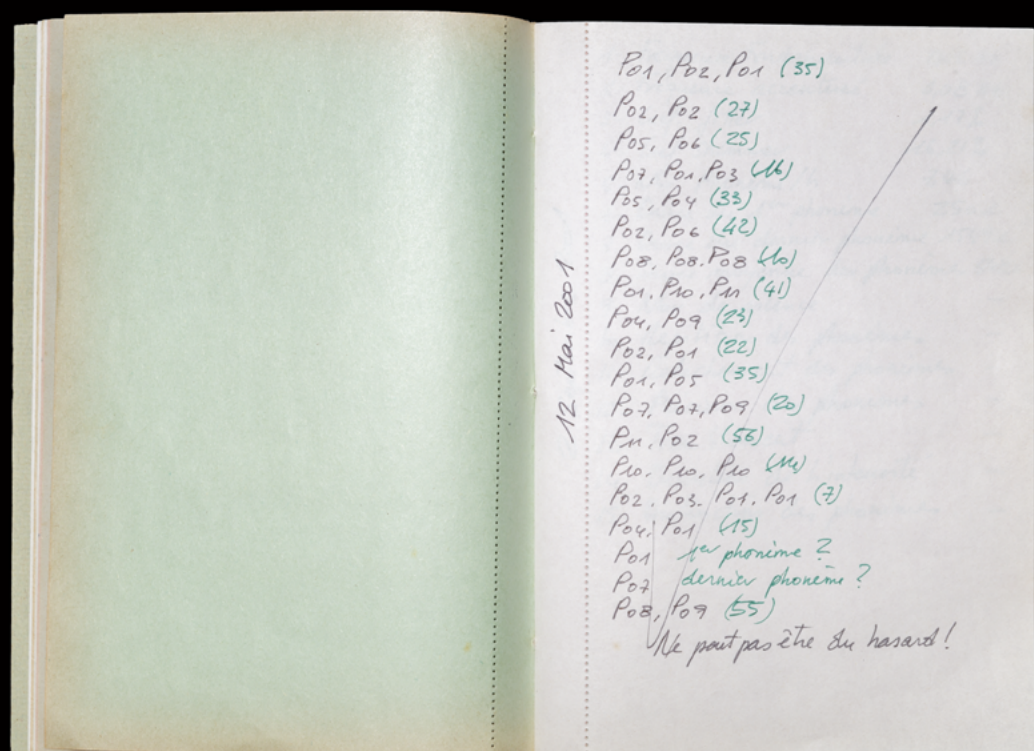 12 Mai 2001
P01, P02, P01 (35)
P02, P02 (27)
P05, P06 (25)
P07, P01, P03 (16)
P05, P04 (33)
P02, P06 (42)
P08, P08. P08 (10)
P01. P10, P11 (41)
P04, P09 (23)
P02, P01 (22)
P01, P05 (35)
P07, P07, P09 (20)
P11, P02 (56)
P10. P10, P10 (14)
P02. P03. P01. P01 (7)
P04, P01 (15)
P01 1er phonème ?
P07 dernier phonème ?
P08, P09 (55)
Ne peut pas être du hasard !